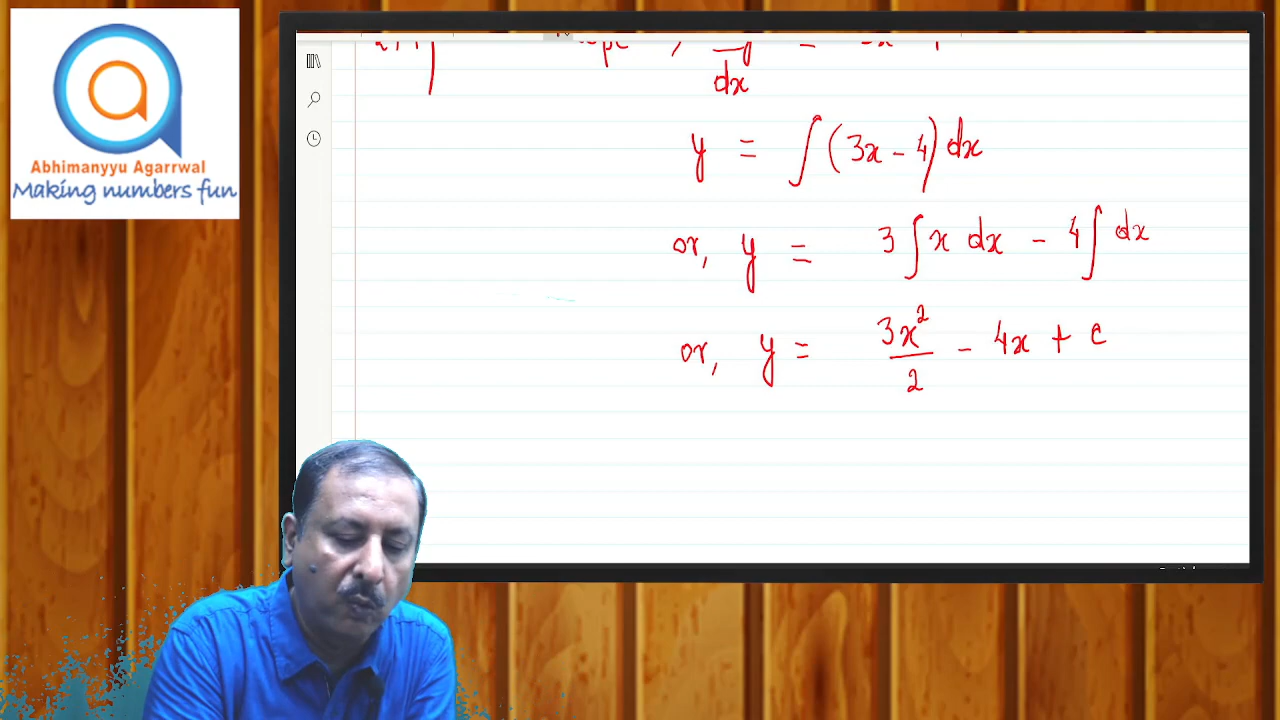 Abhimanyyu Agarrwal
Making numbers fun
dx
y = ∫ (3x - 4) dx
or, y = 3 ∫ x dx - 4 ∫ dx
or, y = 3x²/2 - 4x + c